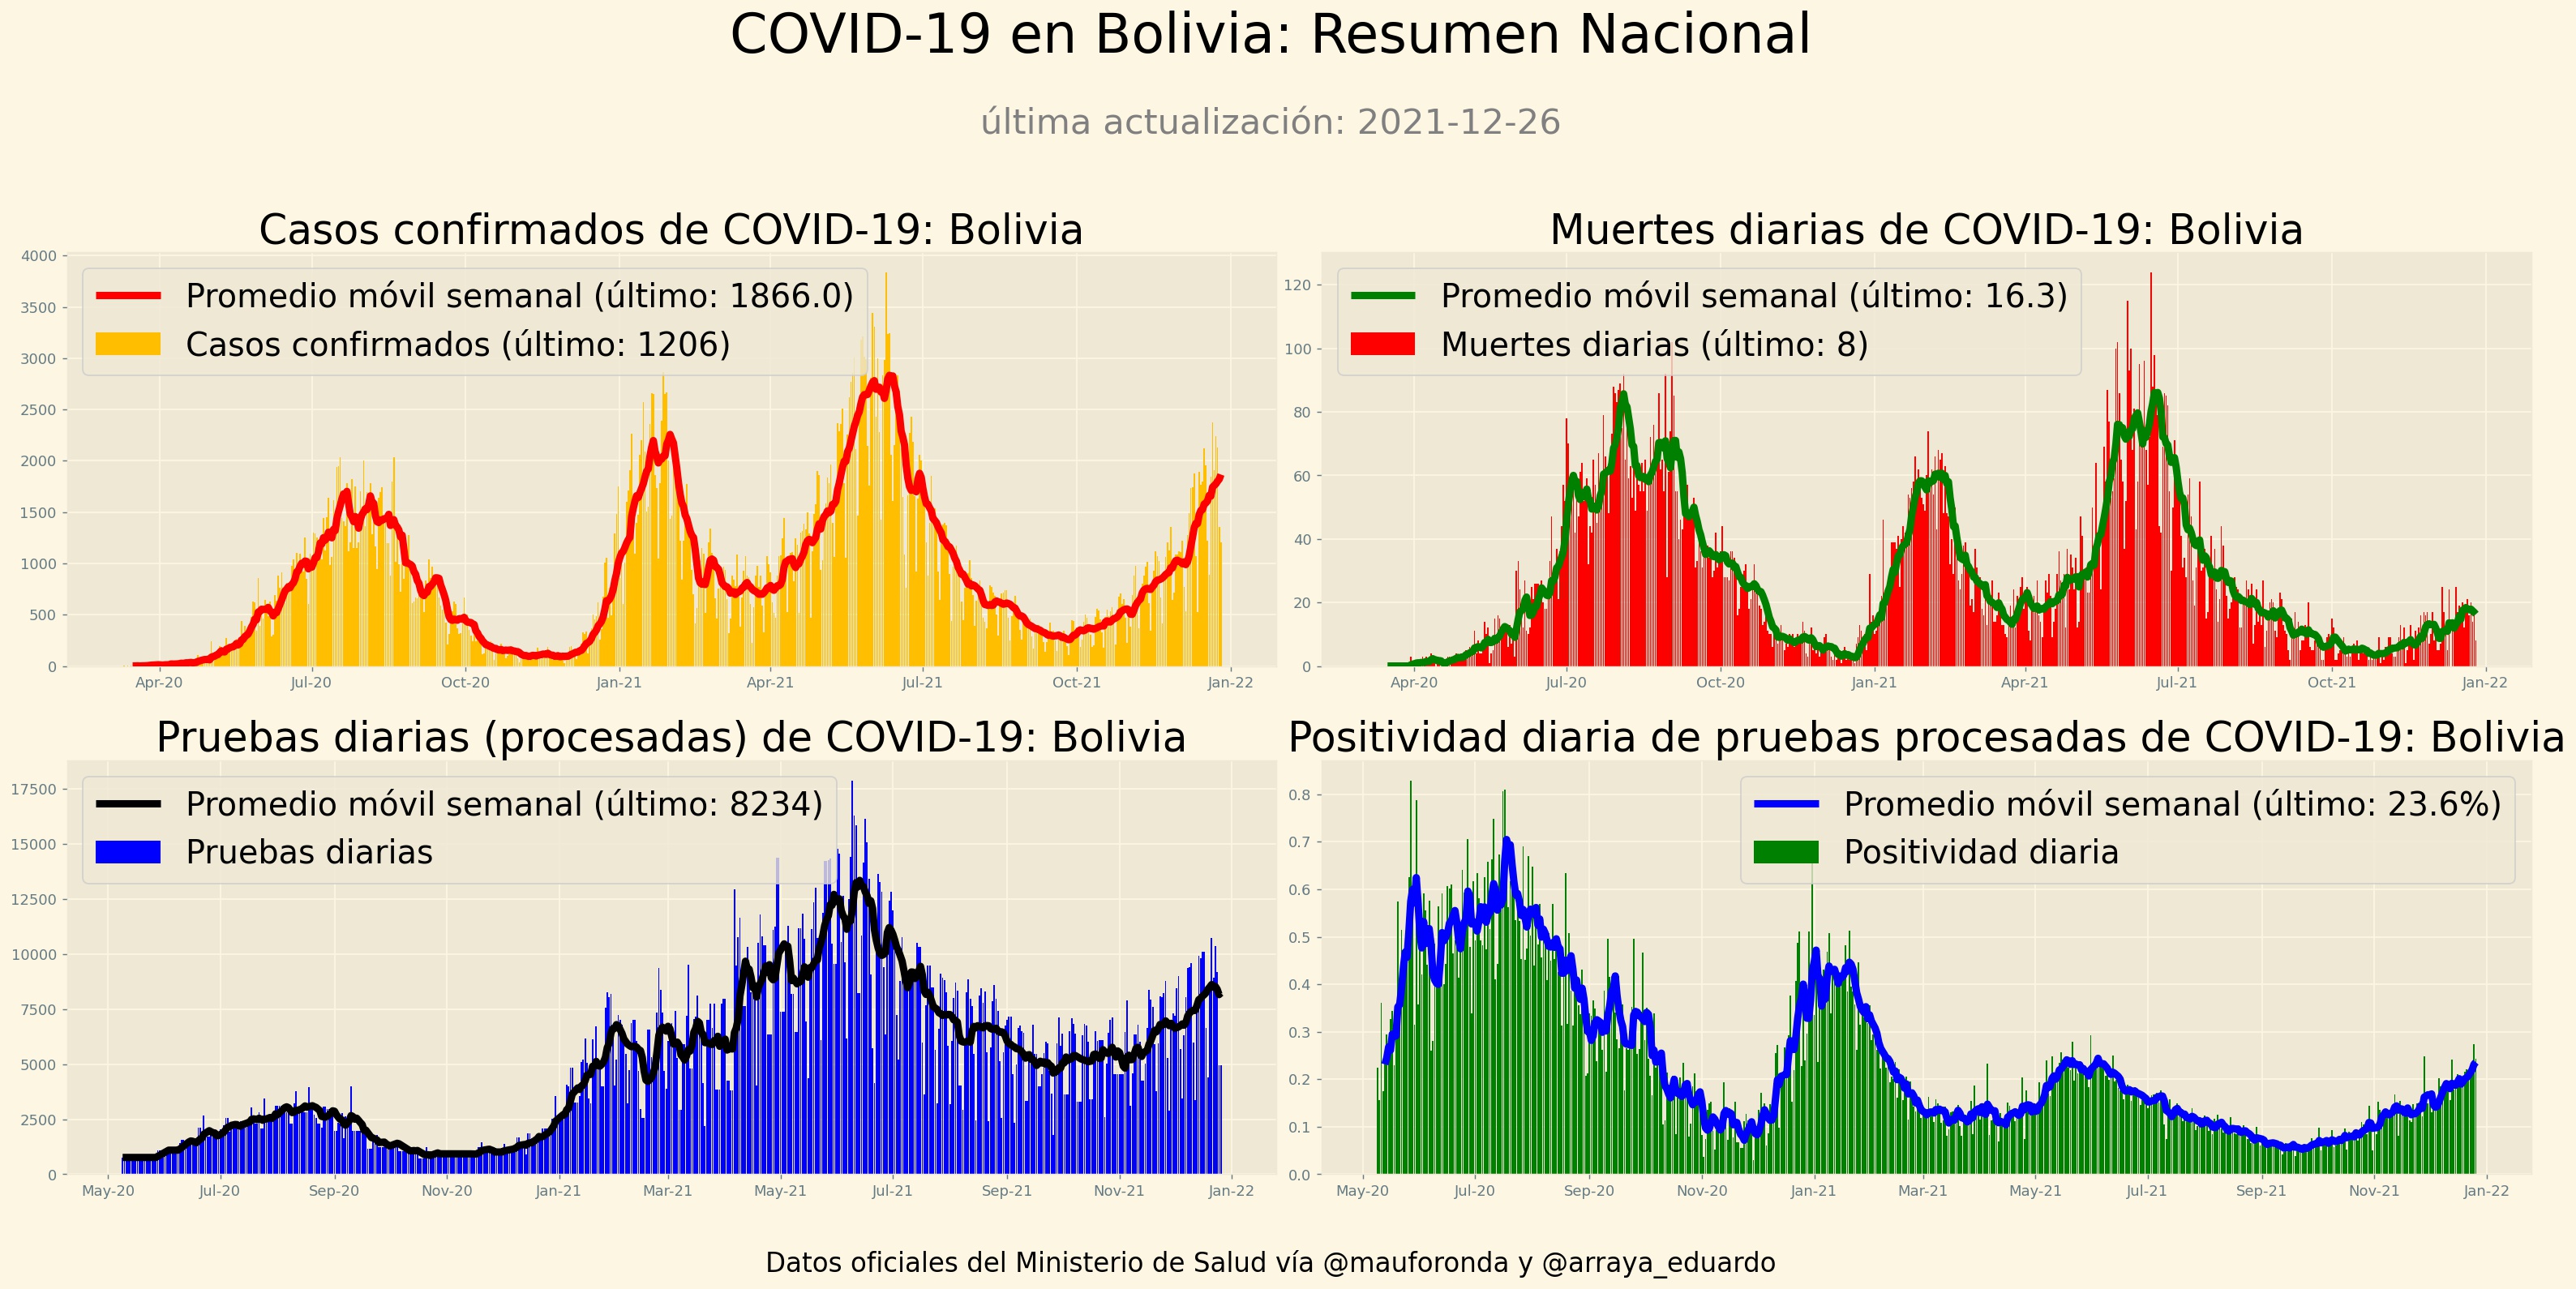 COVID-19 en Bolivia: Resumen Nacional
última actualización: 2021-12-26
Casos confirmados de COVID-19: Bolivia
Promedio móvil semanal (último: 1866.0)
Casos confirmados (último: 1206)
4000
3500
3000
2500
2000
1500
1000
500
0
Apr-20 Jul-20 Oct-20 Jan-21 Apr-21 Jul-21 Oct-21 Jan-22
Muertes diarias de COVID-19: Bolivia
Promedio móvil semanal (último: 16.3)
Muertes diarias (último: 8)
120
100
80
60
40
20
0
Apr-20 Jul-20 Oct-20 Jan-21 Apr-21 Jul-21 Oct-21 Jan-22
Pruebas diarias (procesadas) de COVID-19: Bolivia
Promedio móvil semanal (último: 8234)
Pruebas diarias
17500
15000
12500
10000
7500
5000
2500
0
May-20 Jul-20 Sep-20 Nov-20 Jan-21 Mar-21 May-21 Jul-21 Sep-21 Nov-21 Jan-22
Positividad diaria de pruebas procesadas de COVID-19: Bolivia
Promedio móvil semanal (último: 23.6%)
Positividad diaria
0.8
0.7
0.6
0.5
0.4
0.3
0.2
0.1
0.0
May-20 Jul-20 Sep-20 Nov-20 Jan-21 Mar-21 May-21 Jul-21 Sep-21 Nov-21 Jan-22
Datos oficiales del Ministerio de Salud vía @mauforonda y @arraya_eduardo